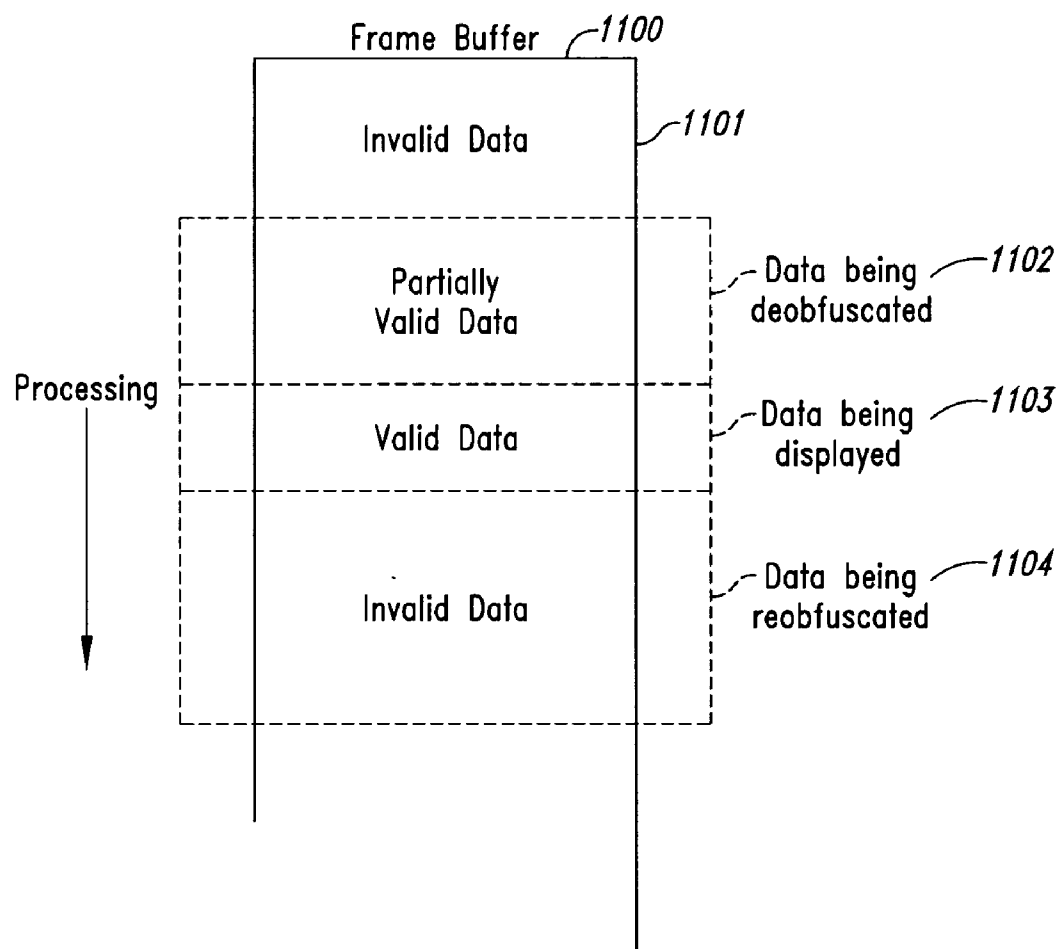 Frame Buffer 1100
Invalid Data
1101
Partially
Valid Data
Data being
deobfuscated
1102
Processing
Valid Data
Data being
displayed
1103
Invalid Data
Data being
reobfuscated
1104